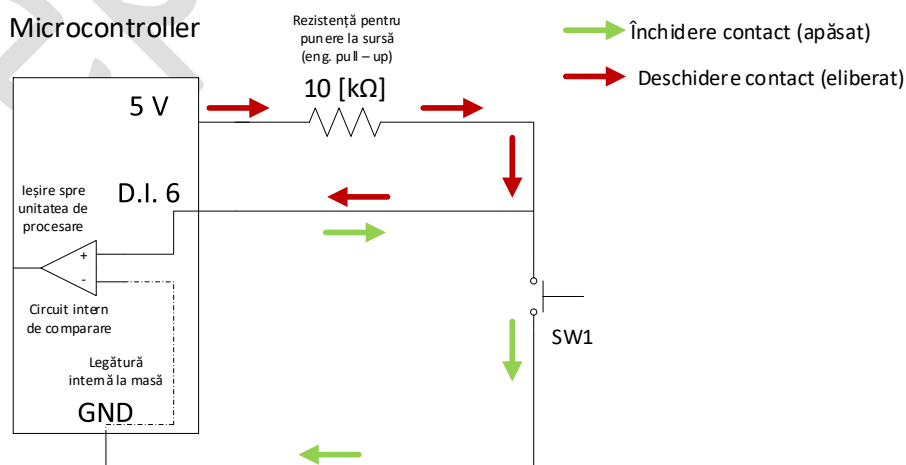 Microcontroller
Rezistență pentru
punere la sursă
(eng. pull – up)
10 [kΩ]
Închidere contact (apăsat)
Deschidere contact (eliberat)
5 V
D.I. 6
Ieșire spre
unitatea de
procesare
+
-
Circuit intern
de comparare
SW1
Legătură
internă la masă
GND